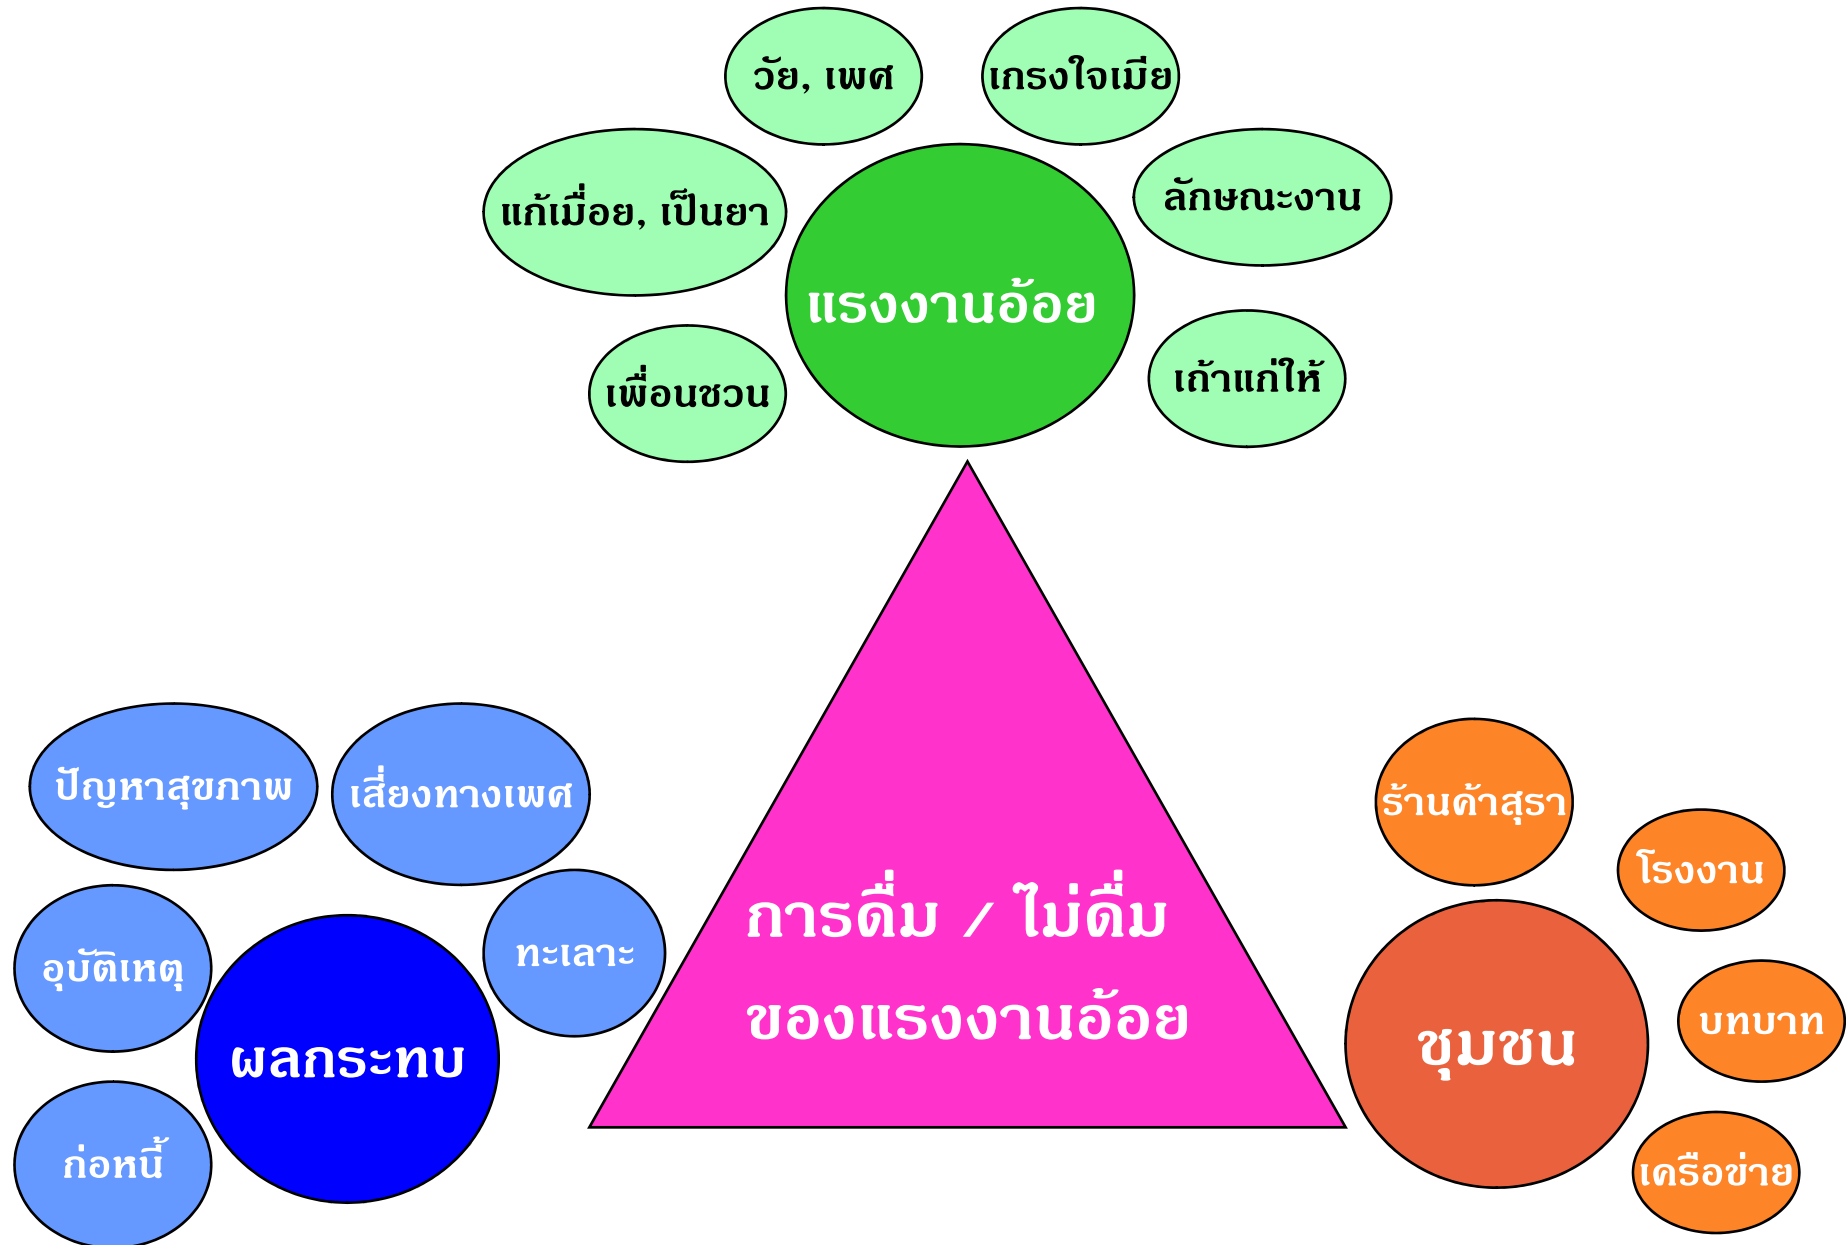 วัย, เพศ
เกรงใจเมีย
แก้เมื่อย, เป็นยา
ลักษณะงาน
แรงงานอ้อย
เพื่อนชวน
เถ้าแก่ให้
ปัญหาสุขภาพ
เสี่ยงทางเพศ
ทะเลาะ
อุบัติเหตุ
ผลกระทบ
ก่อหนี้
การดื่ม / ไม่ดื่ม
ของแรงงานอ้อย
ร้านค้าสุรา
โรงงาน
บทบาท
ชุมชน
เครือข่าย